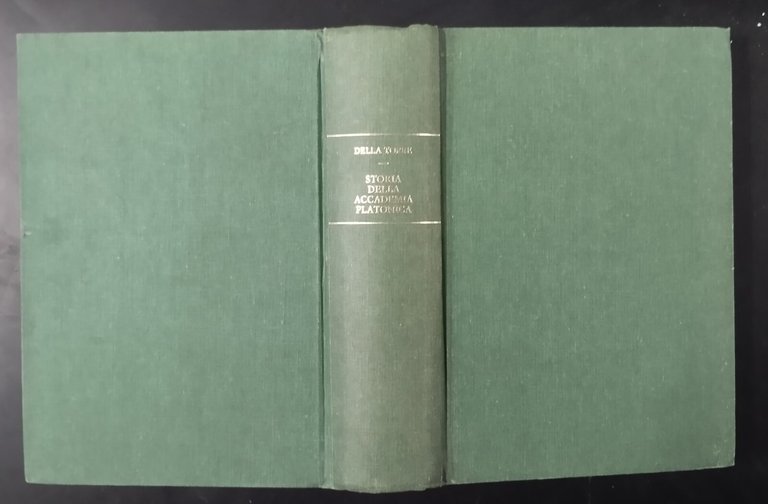 DELLA TORRE
STORIA
DELLA
ACCADEMIA
PLATONICA